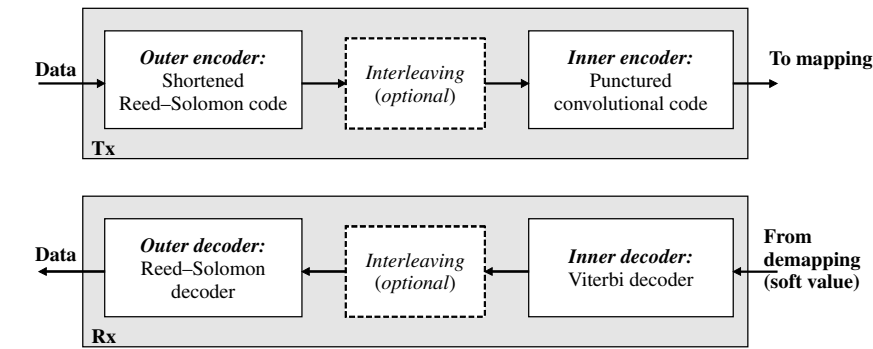 Data
Outer encoder:
Shortened
Reed–Solomon code
Interleaving
(optional)
Inner encoder:
Punctured
convolutional code
To mapping
Tx
Data
Outer decoder:
Reed–Solomon
decoder
Interleaving
(optional)
Inner decoder:
Viterbi decoder
From
demapping
(soft value)
Rx